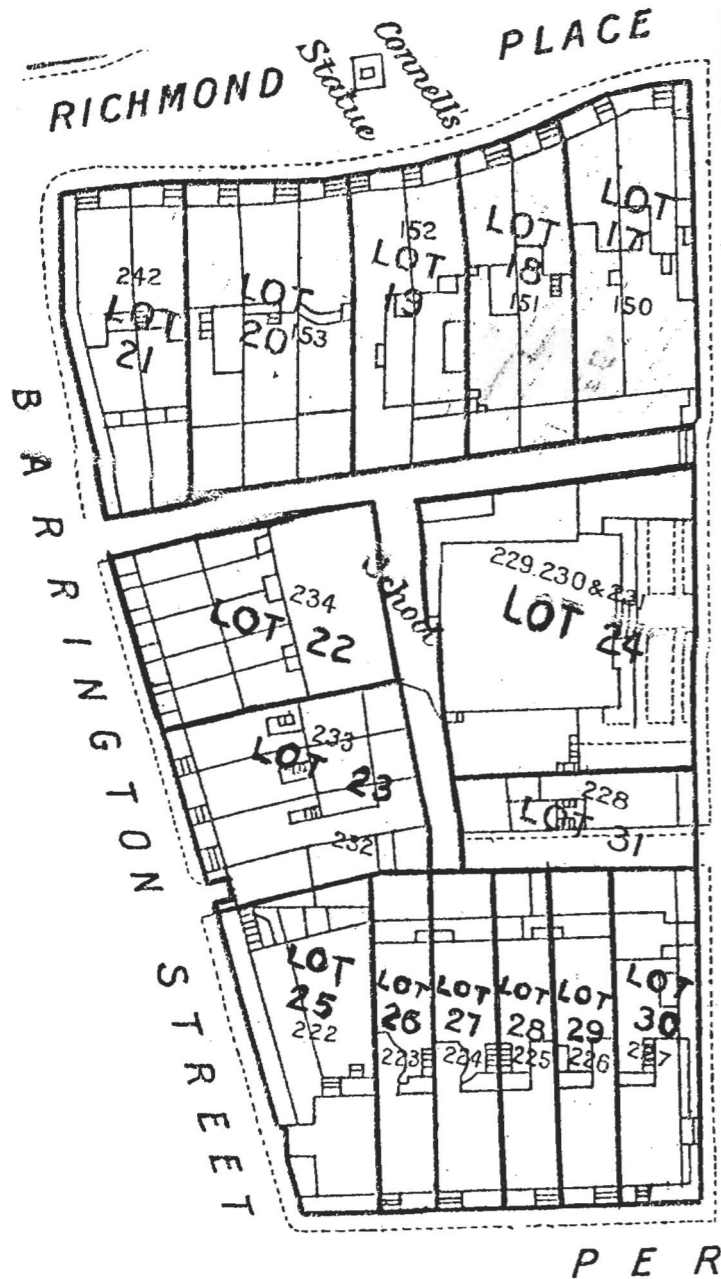 RICHMOND PLACE
Connell's
Statue
LOT
17
150
LOT
18
151
152
LOT
19
LOT
20
153
242
LOT
21
BARRINGTON STREET
School
229.230 & 231
LOT 24
234
LOT 22
233
LOT 23
232
228
LOT 31
LOT
25
222
LOT
26
223
LOT
27
224
LOT
28
225
LOT
29
226
LOT
30
227
PER